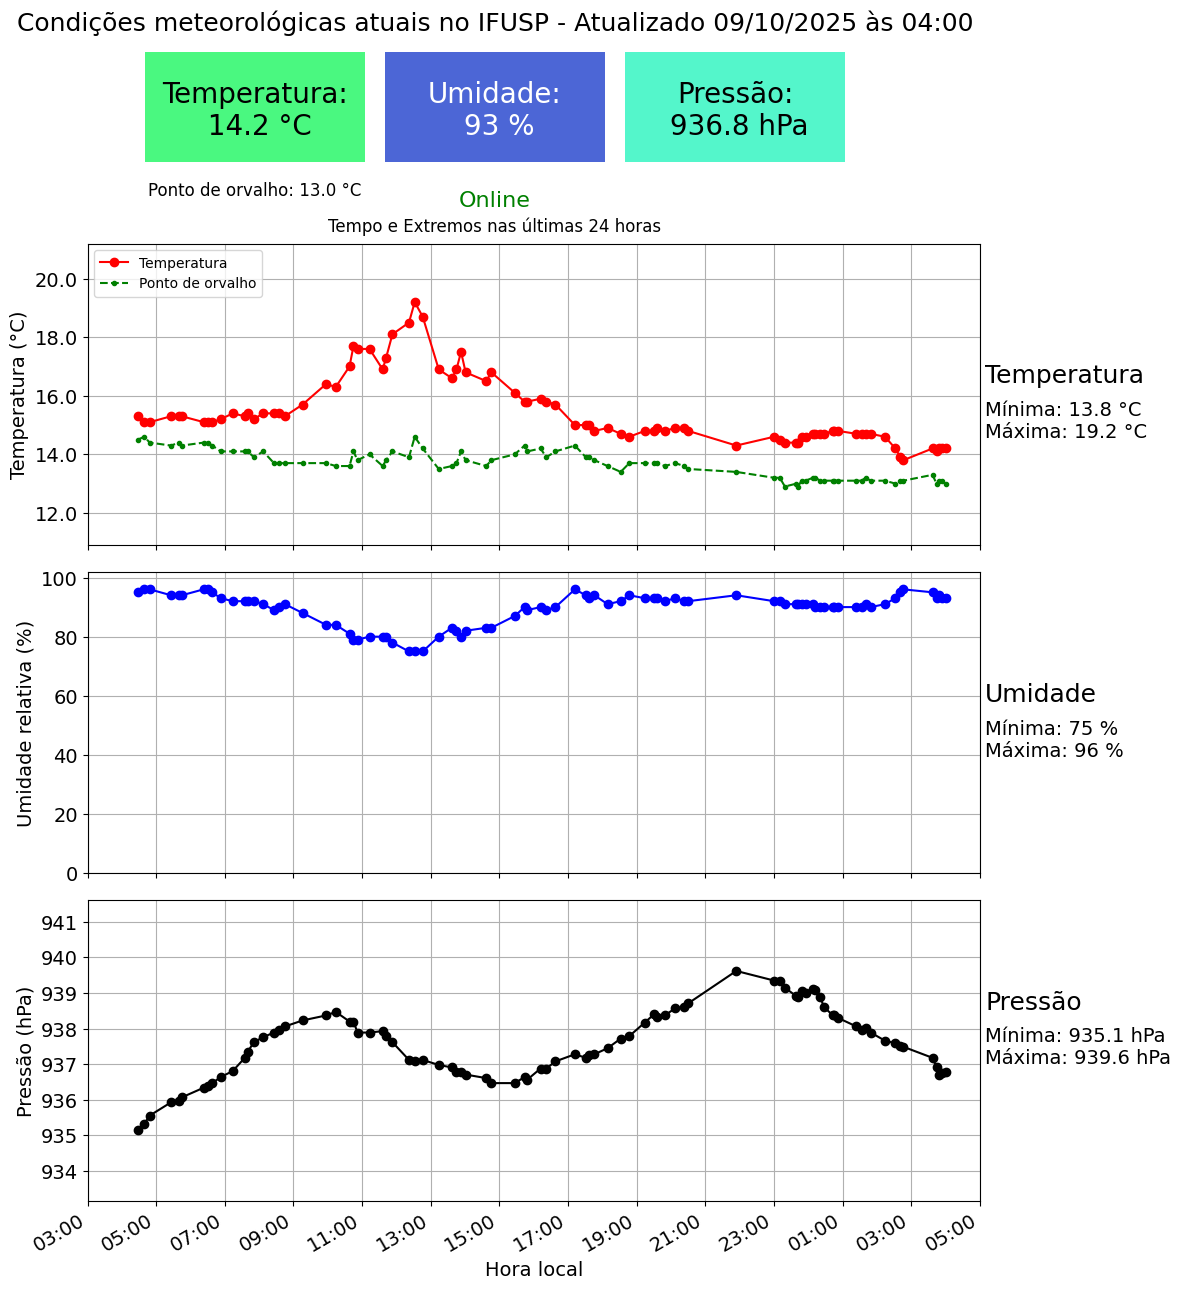 Condições meteorológicas atuais no IFUSP - Atualizado 09/10/2025 às 04:00
Temperatura:
14.2 °C
Umidade:
93 %
Pressão:
936.8 hPa
Ponto de orvalho: 13.0 °C
Online
Tempo e Extremos nas últimas 24 horas
Temperatura
Ponto de orvalho
Temperatura (°C)
20.0
18.0
16.0
14.0
12.0
Temperatura
Mínima: 13.8 °C
Máxima: 19.2 °C
Umidade relativa (%)
100
80
60
40
20
0
Umidade
Mínima: 75 %
Máxima: 96 %
Pressão (hPa)
941
940
939
938
937
936
935
934
Pressão
Mínima: 935.1 hPa
Máxima: 939.6 hPa
03:00
05:00
07:00
09:00
11:00
13:00
15:00
17:00
19:00
21:00
23:00
01:00
03:00
05:00
Hora local